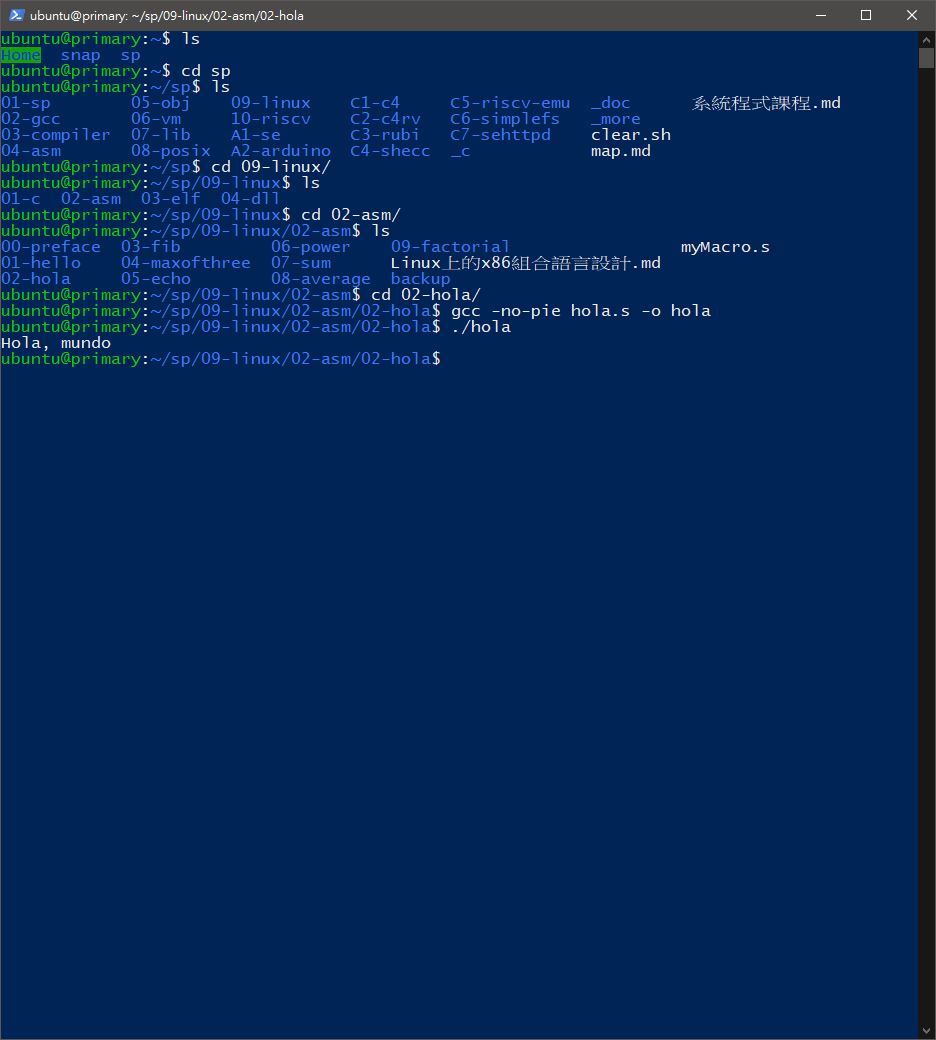 ubuntu@primary: ~/sp/09-linux/02-asm/02-hola
ubuntu@primary:~$ ls
Home  snap  sp
ubuntu@primary:~$ cd sp
ubuntu@primary:~/sp$ ls
01-sp        05-obj    09-linux    C1-c4    C5-riscv-emu  _doc      系統程式課程.md
02-gcc       06-vm     10-riscv    C2-c4rv  C6-simplefs   _more
03-compiler  07-lib    A1-se       C3-rubi  C7-sehttpd    clear.sh
04-asm       08-posix  A2-arduino  C4-shecc  _c            map.md
ubuntu@primary:~/sp$ cd 09-linux/
ubuntu@primary:~/sp/09-linux$ ls
01-c  02-asm  03-elf  04-dll
ubuntu@primary:~/sp/09-linux$ cd 02-asm/
ubuntu@primary:~/sp/09-linux/02-asm$ ls
00-preface  03-fib         06-power    09-factorial                 myMacro.s
01-hello    04-maxofthree  07-sum      Linux上的x86組合語言設計.md
02-hola     05-echo        08-average  backup
ubuntu@primary:~/sp/09-linux/02-asm$ cd 02-hola/
ubuntu@primary:~/sp/09-linux/02-asm/02-hola$ gcc -no-pie hola.s -o hola
ubuntu@primary:~/sp/09-linux/02-asm/02-hola$ ./hola
Hola, mundo
ubuntu@primary:~/sp/09-linux/02-asm/02-hola$